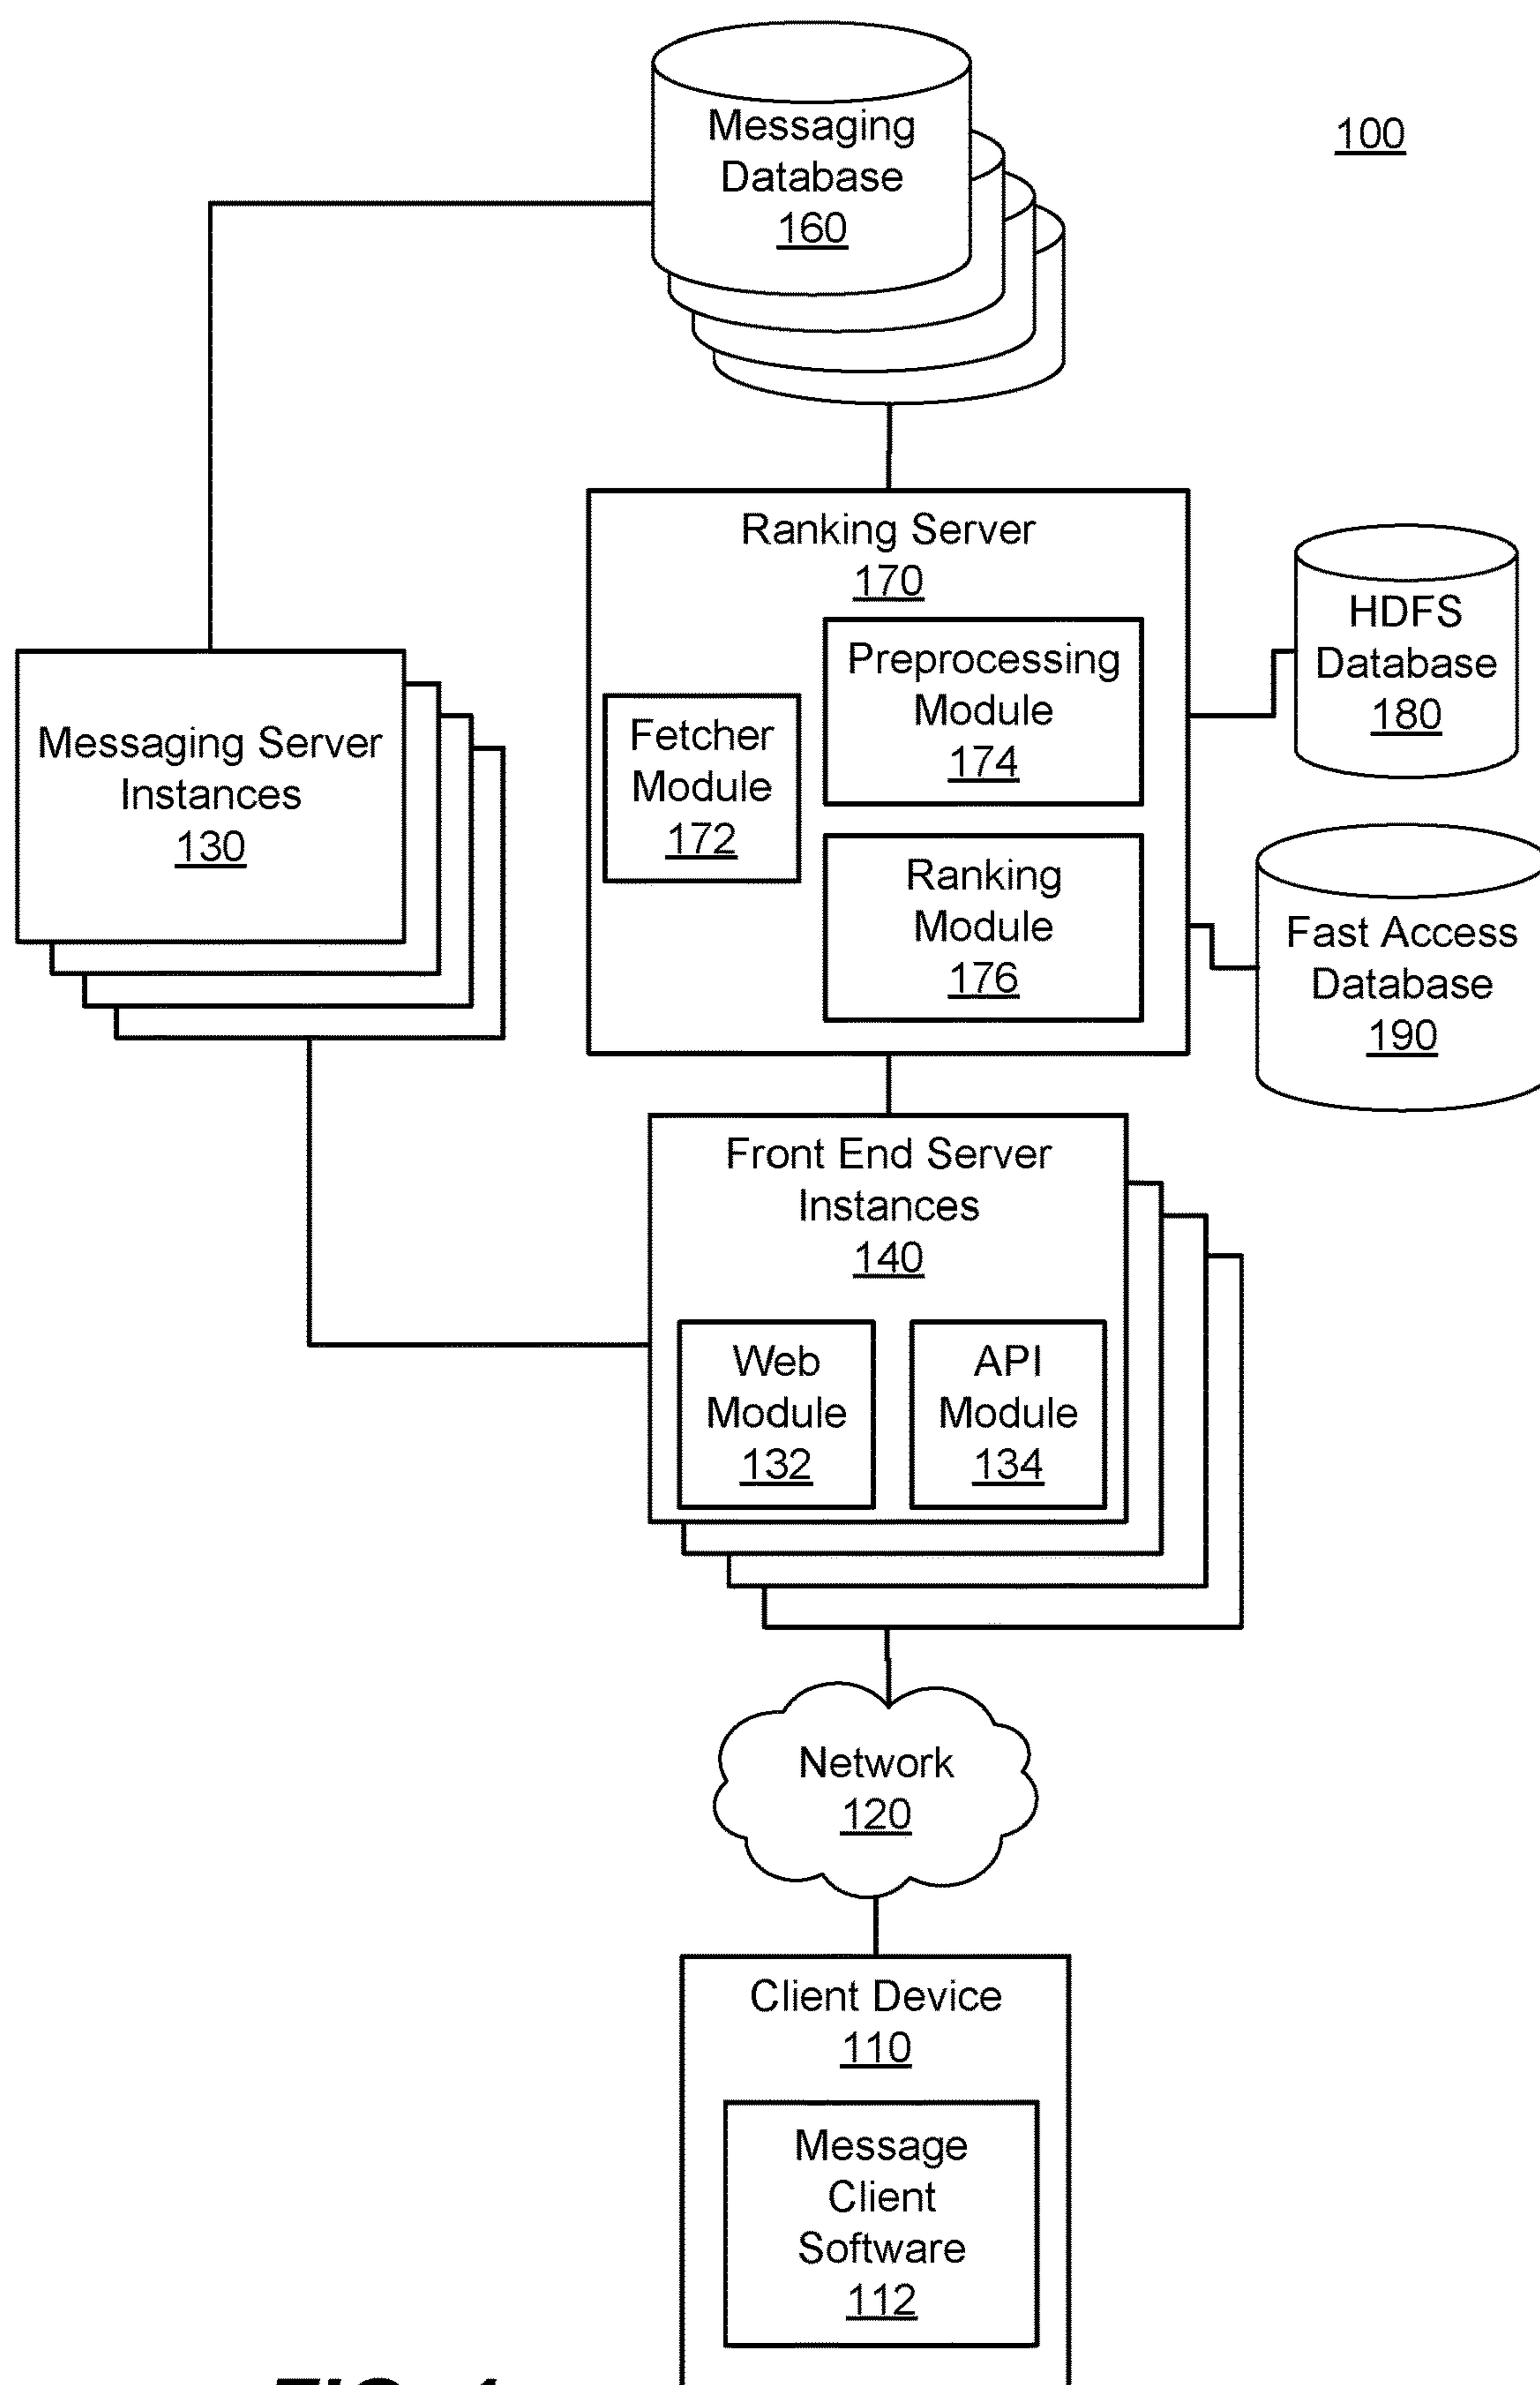 Messaging
Database
160
100
Ranking Server
170
HDFS
Database
180
Preprocessing
Module
174
Fetcher
Module
172
Messaging Server
Instances
130
Ranking
Module
176
Fast Access
Database
190
Front End Server
Instances
140
Web
Module
132
API
Module
134
Network
120
Client Device
110
Message
Client
Software
112